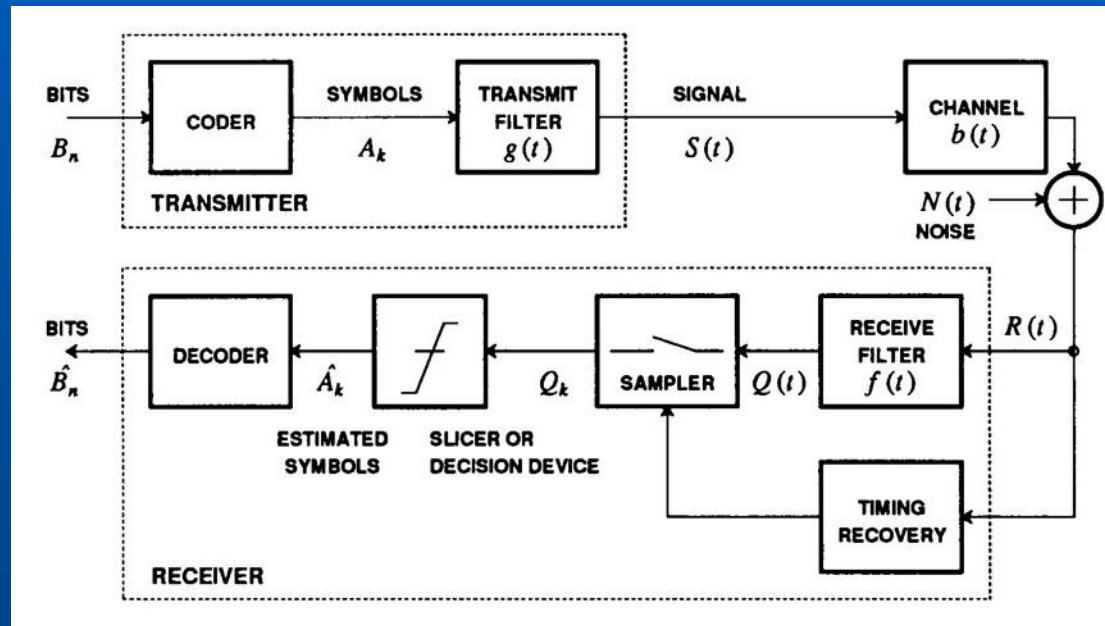 BITS
B_n
CODER
SYMBOLS
A_k
TRANSMIT
FILTER
g(t)
SIGNAL
S(t)
CHANNEL
b(t)
TRANSMITTER
N(t)
NOISE
+
BITS
B̂_n
DECODER
Â_k
ESTIMATED
SYMBOLS
SLICER OR
DECISION DEVICE
Q_k
SAMPLER
Q(t)
RECEIVE
FILTER
f(t)
R(t)
TIMING
RECOVERY
RECEIVER